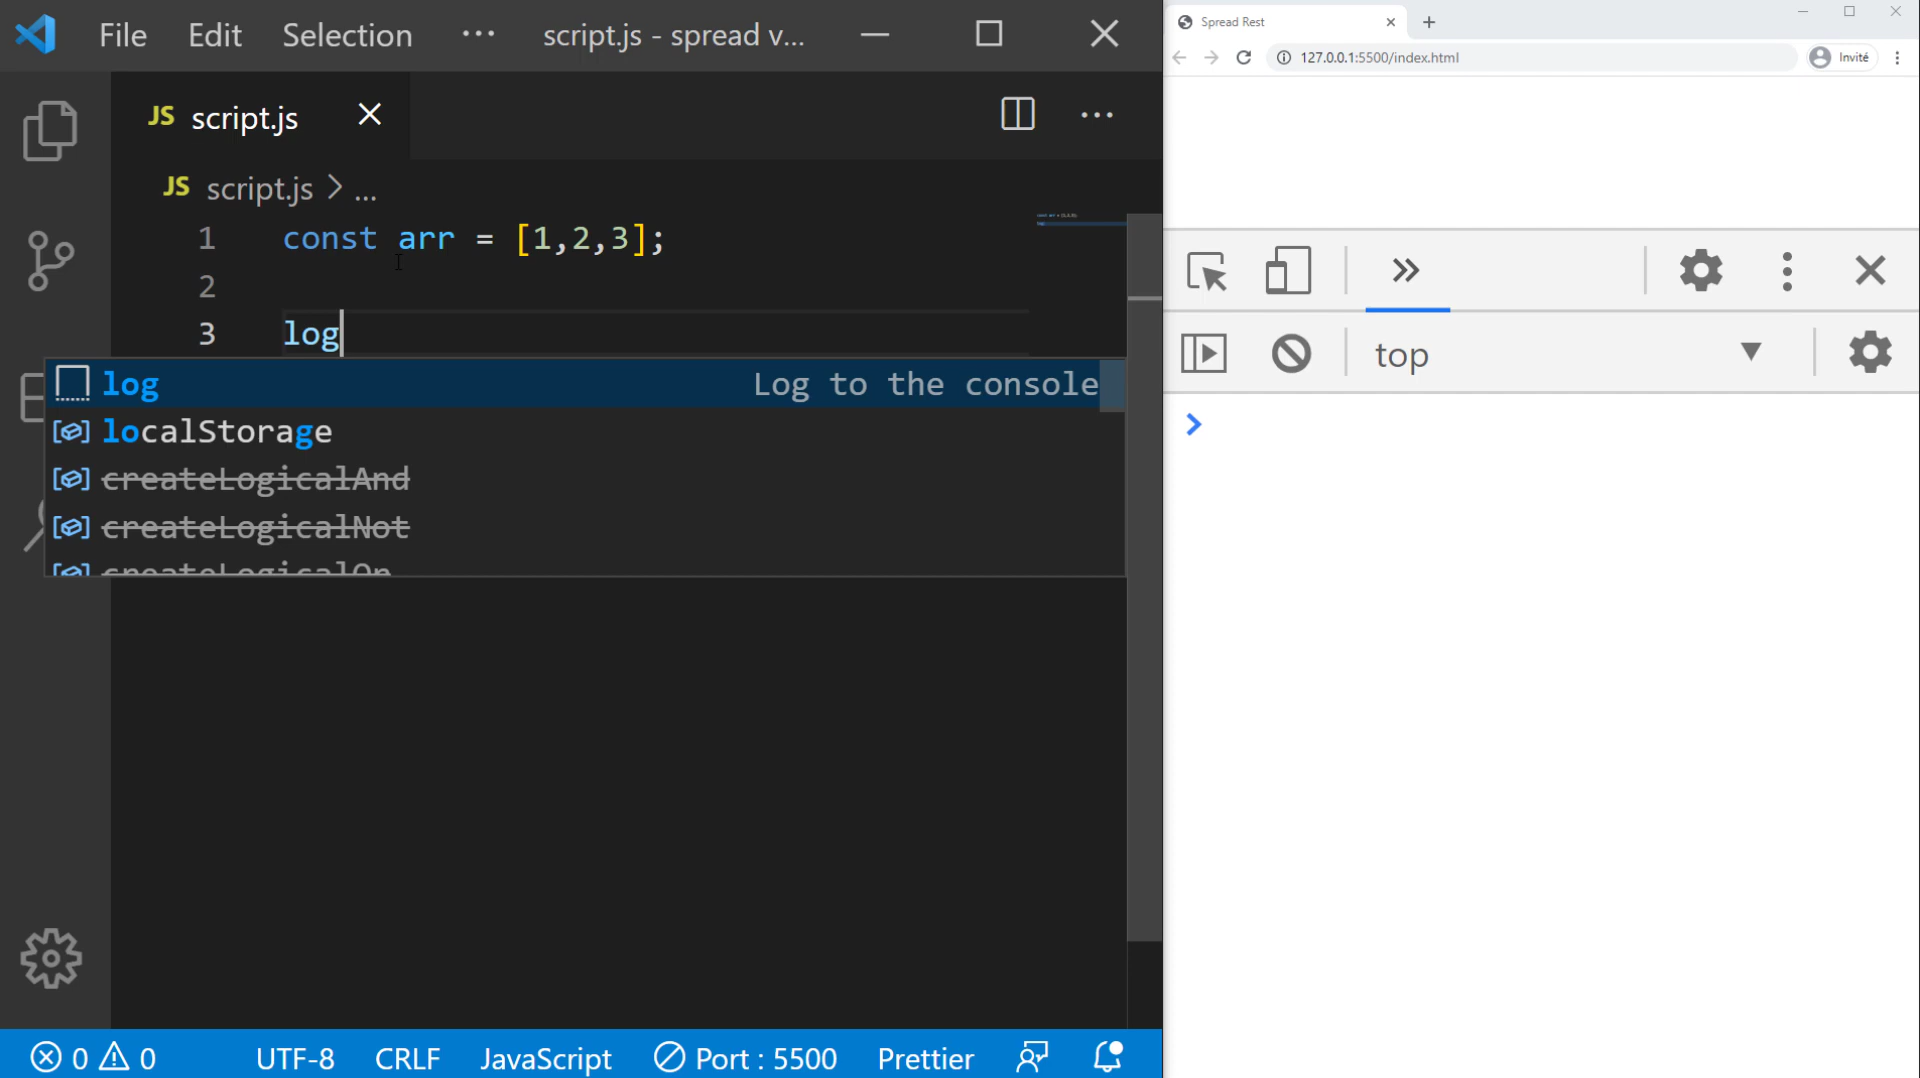 File Edit Selection ··· script.js - spread v...
JS script.js
JS script.js > ...
1 const arr = [1,2,3];
2
3 log
log Log to the console
localStorage
createLogicalAnd
createLogicalNot
createLogicalOn
0 0 UTF-8 CRLF JavaScript Port : 5500 Prettier
Spread Rest
127.0.0.1:5500/index.html Invité
top